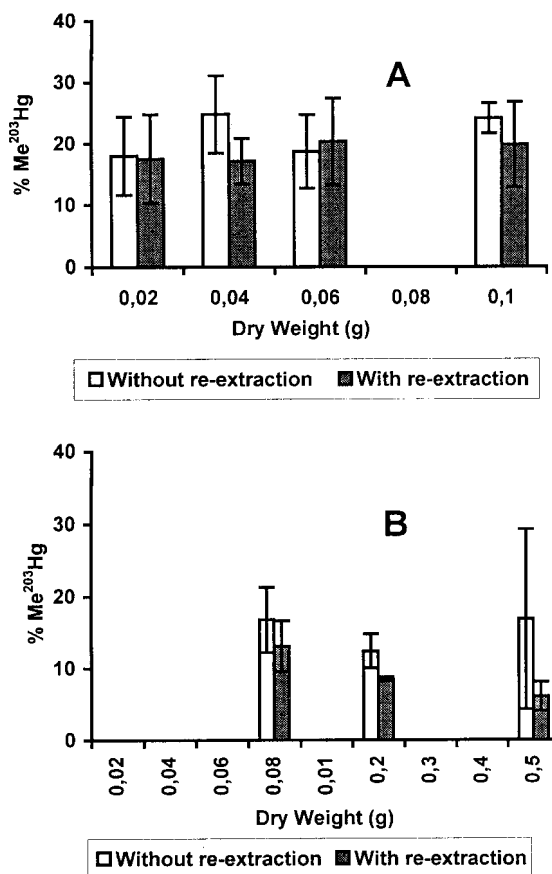 40
30
20
10
0
% Me²⁰³Hg
A
0,02 0,04 0,06 0,08 0,1
Dry Weight (g)
Without re-extraction With re-extraction
40
30
20
10
0
% Me²⁰³Hg
B
0,02 0,04 0,06 0,08 0,01 0,2 0,3 0,4 0,5
Dry Weight (g)
Without re-extraction With re-extraction